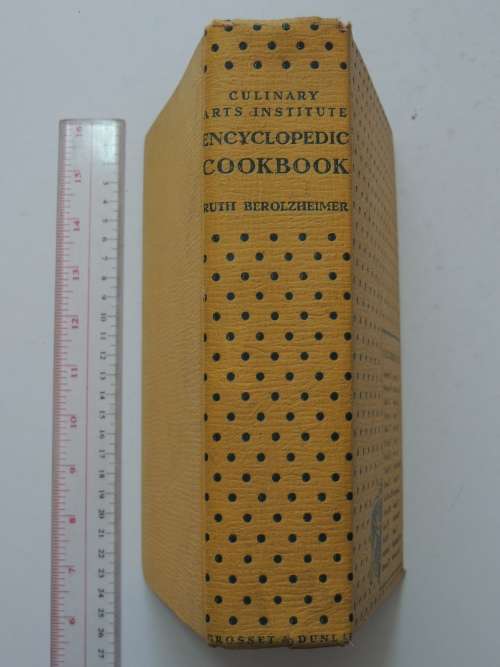 CULINARY
ARTS INSTITUTE
ENCYCLOPEDIC
COOKBOOK
RUTH BEROLZHEIMER
GROSSET & DUNL